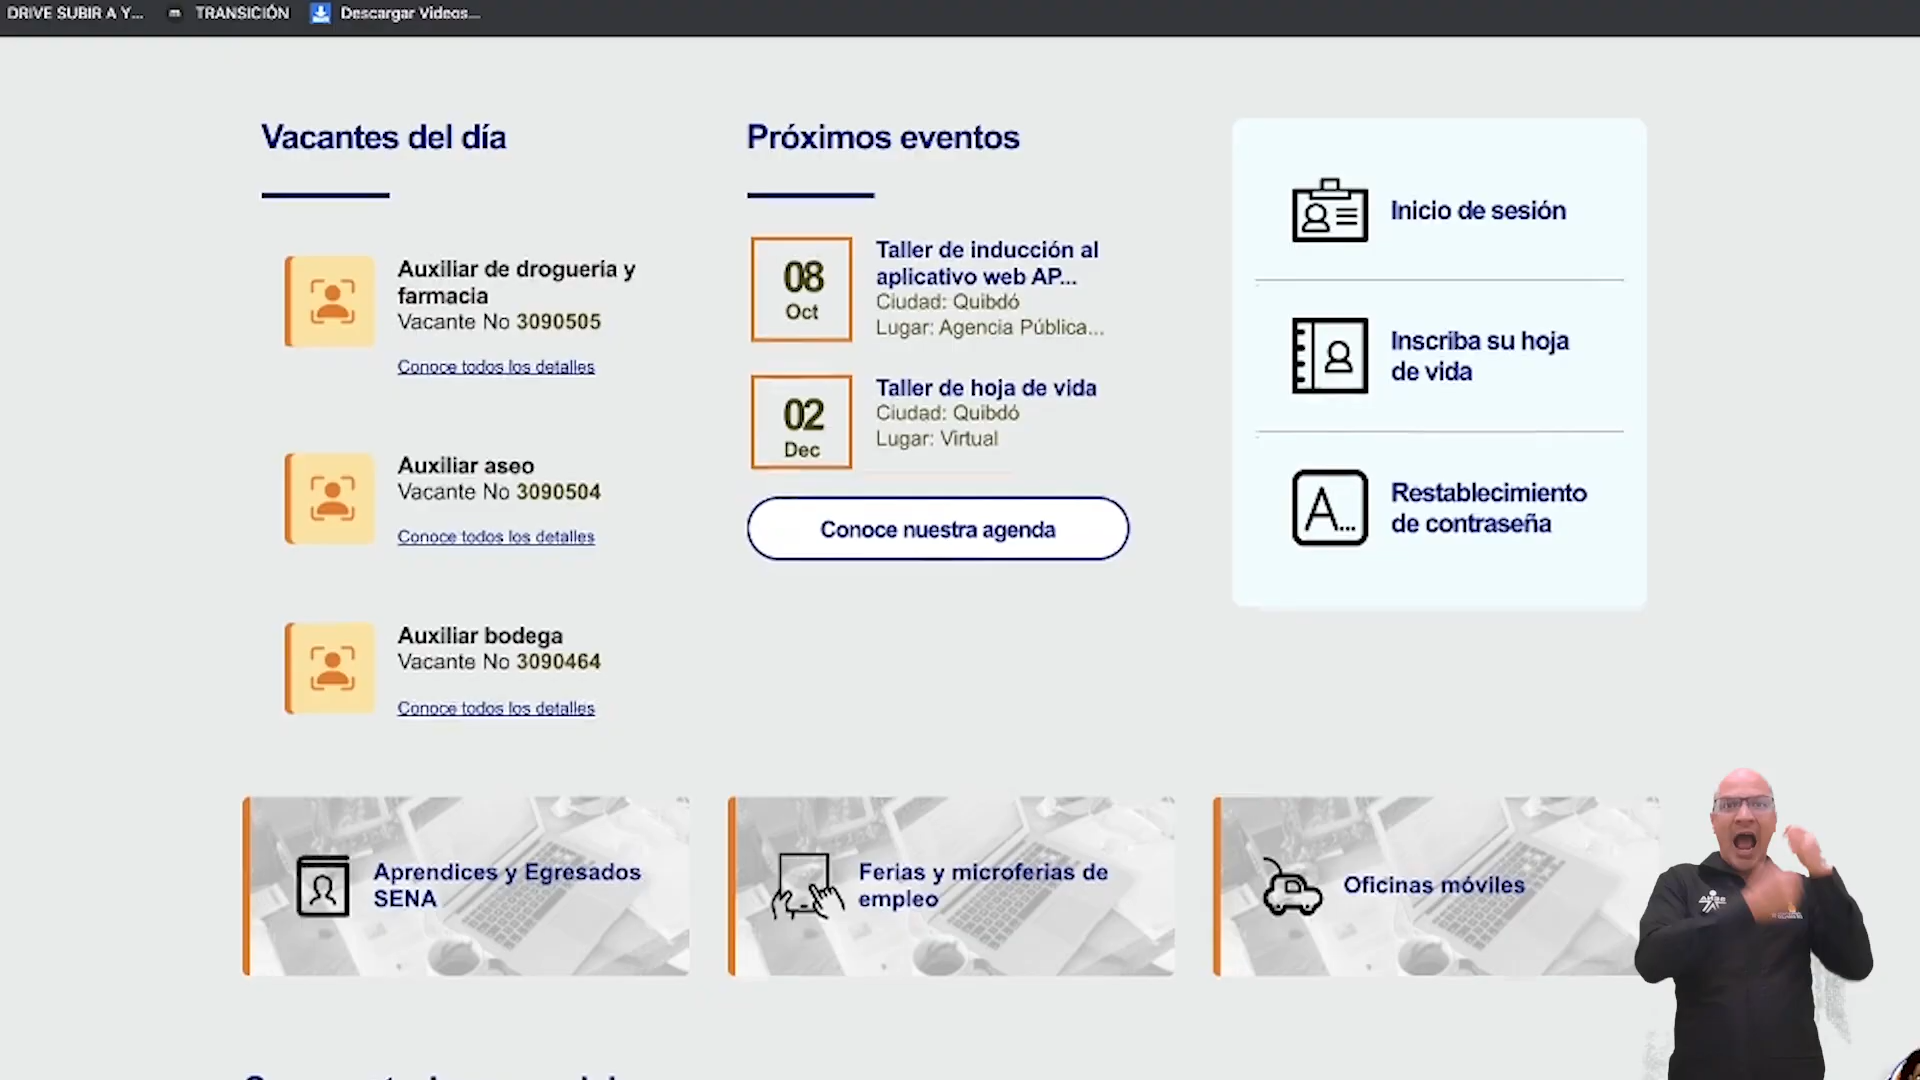 DRIVE SUBIR A Y...
TRANSICIÓN
Descargar Videos...
Vacantes del día
Auxiliar de droguería y
farmacia
Vacante No 3090505
Conoce todos los detalles
Auxiliar aseo
Vacante No 3090504
Conoce todos los detalles
Auxiliar bodega
Vacante No 3090464
Conoce todos los detalles
Próximos eventos
08
Oct
Taller de inducción al
aplicativo web AP...
Ciudad: Quibdó
Lugar: Agencia Pública...
02
Dec
Taller de hoja de vida
Ciudad: Quibdó
Lugar: Virtual
Conoce nuestra agenda
Inicio de sesión
Inscriba su hoja
de vida
A...
Restablecimiento
de contraseña
Aprendices y Egresados
SENA
Ferias y microferias de
empleo
Oficinas móviles
SENA